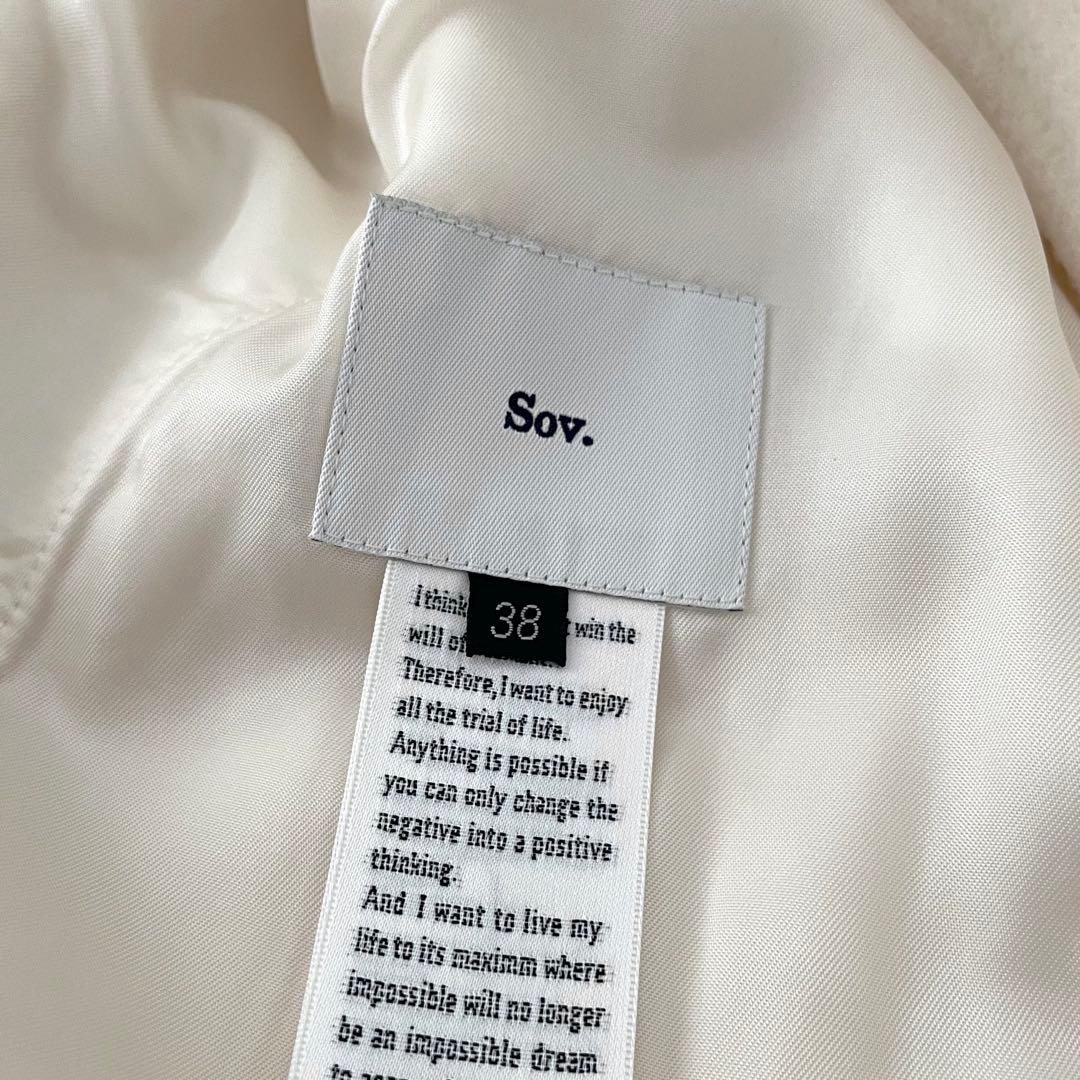 Sov.
38
I think win the
will of
Therefore, I want to enjoy
all the trial of life.
Anything is possible if
you can only change the
negative into a positive
thinking.
And I want to live my
life to its maximm where
impossible will no longer
be an impossible dream
to